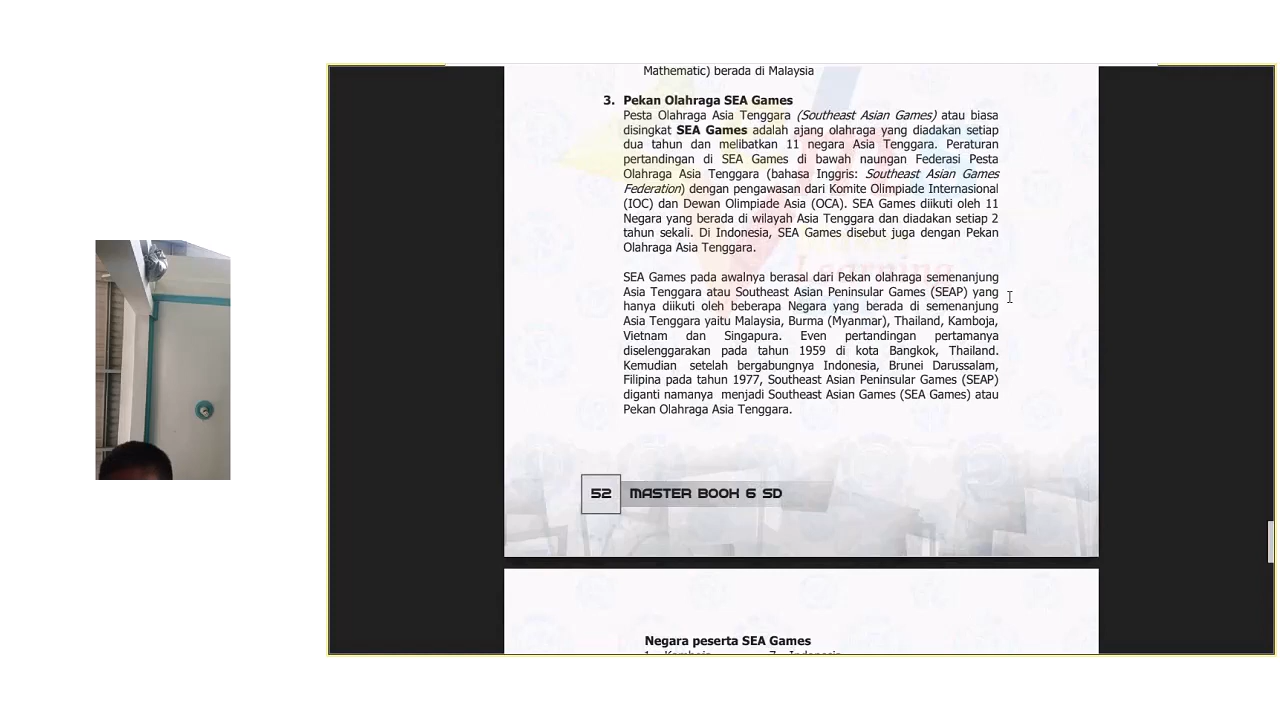 Mathematic) berada di Malaysia
3. Pekan Olahraga SEA Games
Pesta Olahraga Asia Tenggara (Southeast Asian Games) atau biasa
disingkat SEA Games adalah ajang olahraga yang diadakan setiap
dua tahun dan melibatkan 11 negara Asia Tenggara. Peraturan
pertandingan di SEA Games di bawah naungan Federasi Pesta
Olahraga Asia Tenggara (bahasa Inggris: Southeast Asian Games
Federation) dengan pengawasan dari Komite Olimpiade Internasional
(IOC) dan Dewan Olimpiade Asia (OCA). SEA Games diikuti oleh 11
Negara yang berada di wilayah Asia Tenggara dan diadakan setiap 2
tahun sekali. Di Indonesia, SEA Games disebut juga dengan Pekan
Olahraga Asia Tenggara.
Learning
SEA Games pada awalnya berasal dari Pekan olahraga semenanjung
Asia Tenggara atau Southeast Asian Peninsular Games (SEAP) yang
hanya diikuti oleh beberapa Negara yang berada di semenanjung
Asia Tenggara yaitu Malaysia, Burma (Myanmar), Thailand, Kamboja,
Vietnam dan Singapura. Even pertandingan pertamanya
diselenggarakan pada tahun 1959 di kota Bangkok, Thailand.
Kemudian setelah bergabungnya Indonesia, Brunei Darussalam,
Filipina pada tahun 1977, Southeast Asian Peninsular Games (SEAP)
diganti namanya menjadi Southeast Asian Games (SEA Games) atau
Pekan Olahraga Asia Tenggara.
52 MASTER BOOK 6 SD
Negara peserta SEA Games
1. Kamboja 7. Indonesia